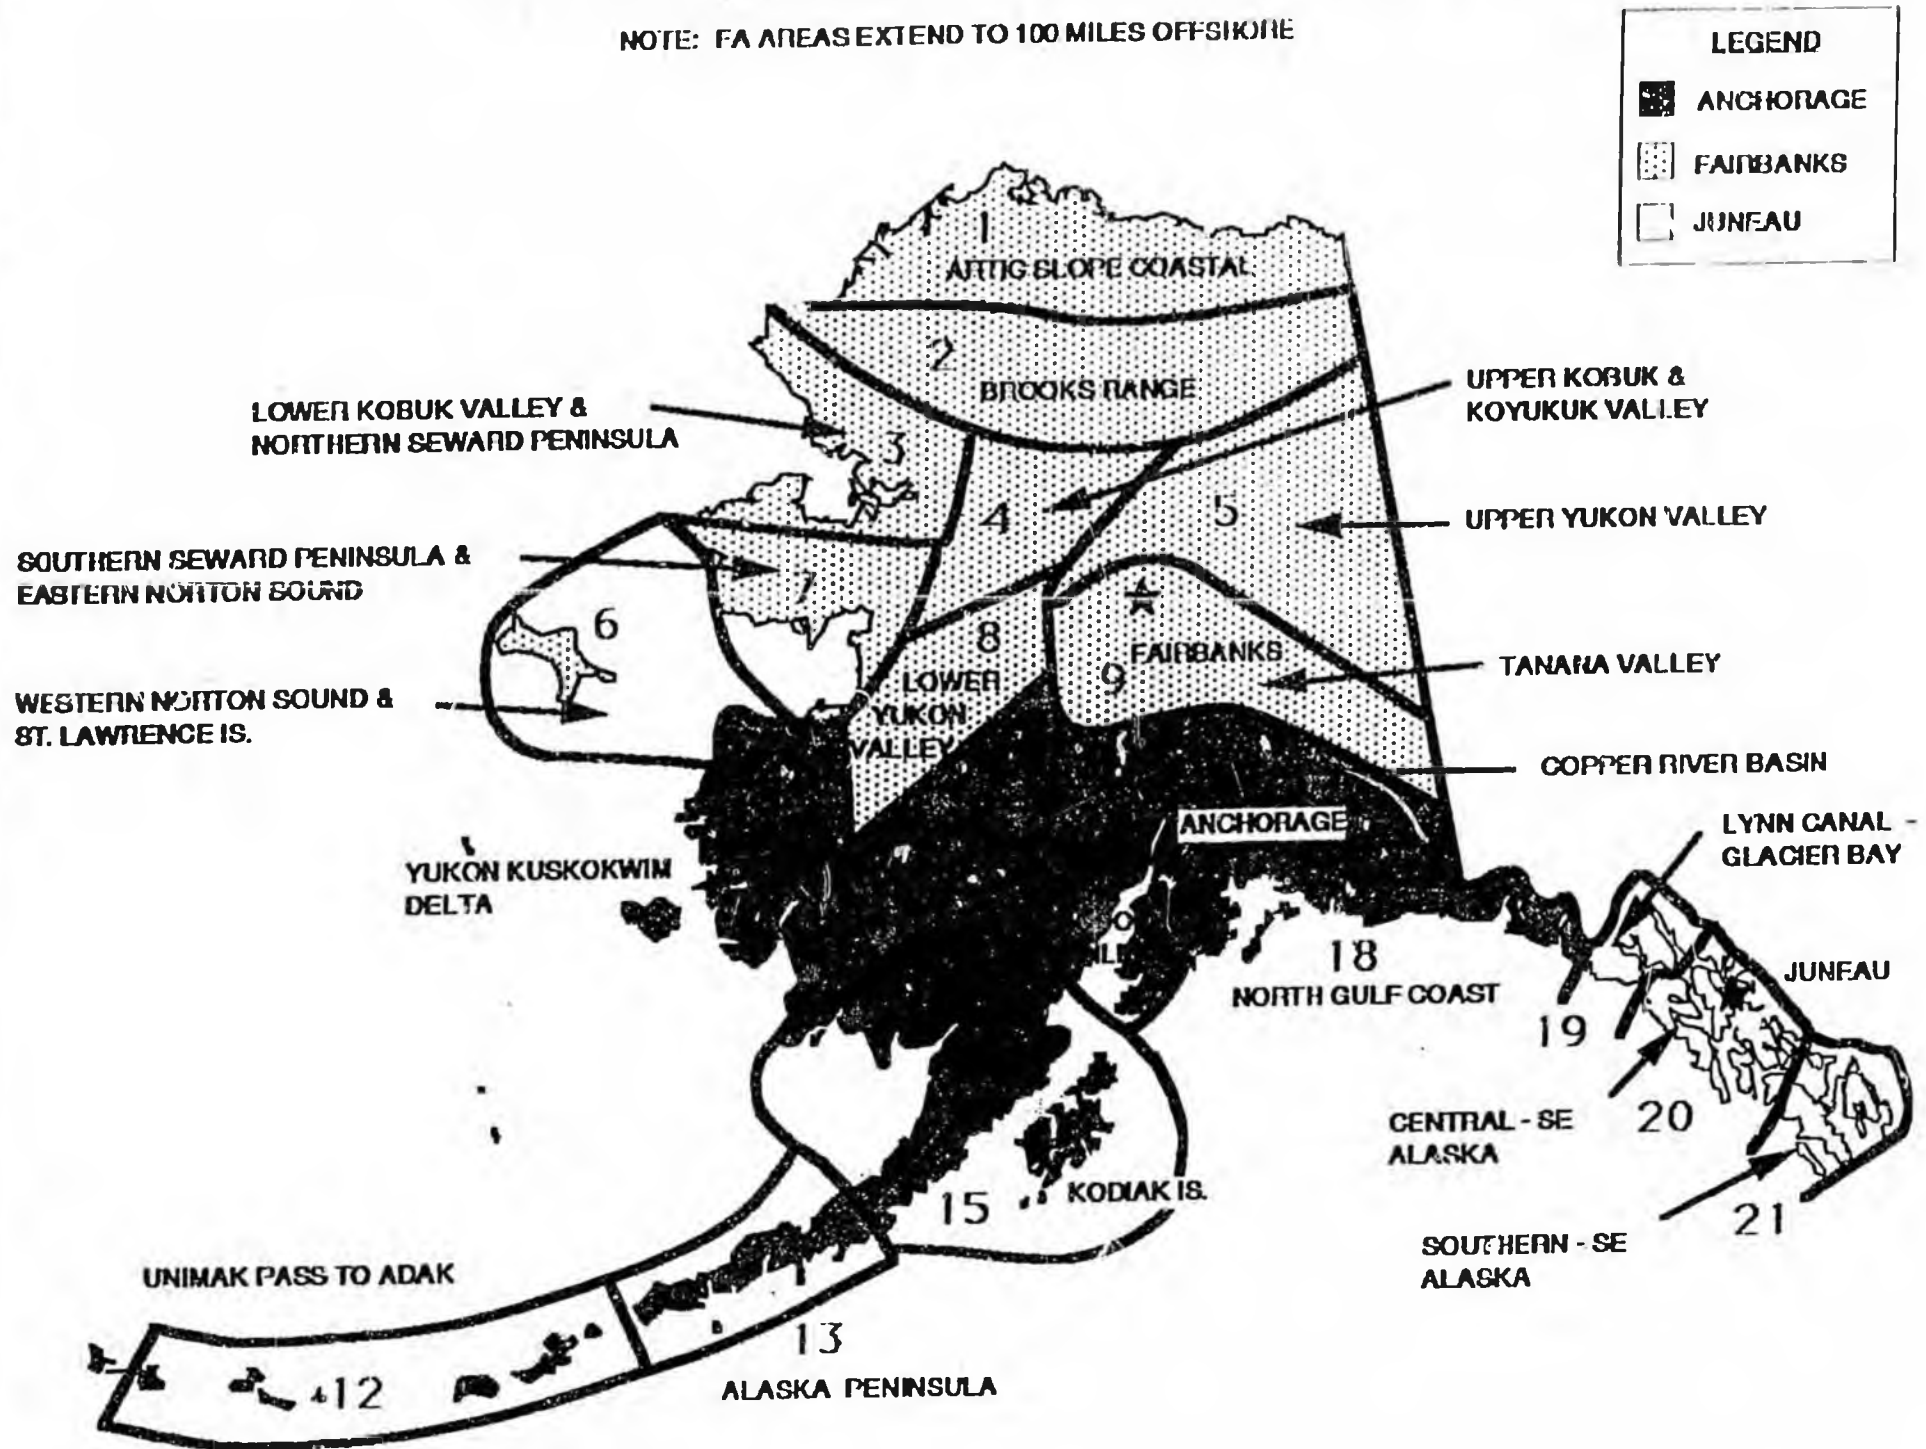 NOTE: FA AREAS EXTEND TO 100 MILES OFFSHORE
LEGEND
ANCHORAGE
FAIRBANKS
JUNEAU
1
ARTIC SLOPE COASTAL
2
BROOKS RANGE
UPPER KOBUK &
KOYUKUK VALLEY
LOWER KOBUK VALLEY &
NORTHERN SEWARD PENINSULA
3
4
5
UPPER YUKON VALLEY
SOUTHERN SEWARD PENINSULA &
EASTERN NORTON SOUND
7
6
8
FAIRBANKS
9
TANANA VALLEY
LOWER
YUKON
VALLEY
WESTERN NORTON SOUND &
ST. LAWRENCE IS.
COPPER RIVER BASIN
ANCHORAGE
LYNN CANAL -
GLACIER BAY
YUKON KUSKOKWIM
DELTA
18
NORTH GULF COAST
JUNEAU
19
CENTRAL - SE
ALASKA
20
KODIAK IS.
15
21
SOUTHERN - SE
ALASKA
UNIMAK PASS TO ADAK
12
13
ALASKA PENINSULA